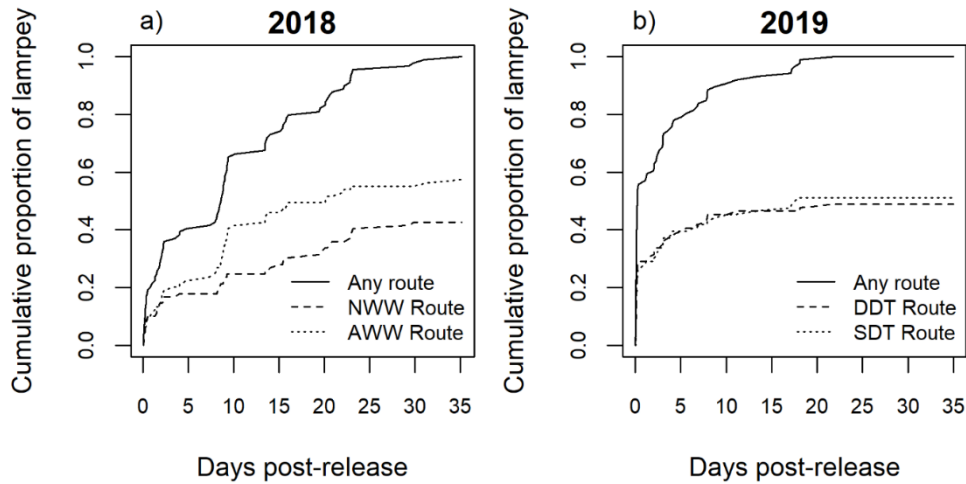 a) 2018
Cumulative proportion of lamrpey
1.0
0.8
0.6
0.4
0.2
0.0
Any route
NWW Route
AWW Route
0 5 10 15 20 25 30 35
Days post-release
b) 2019
Cumulative proportion of lamrpey
1.0
0.8
0.6
0.4
0.2
0.0
Any route
DDT Route
SDT Route
0 5 10 15 20 25 30 35
Days post-release